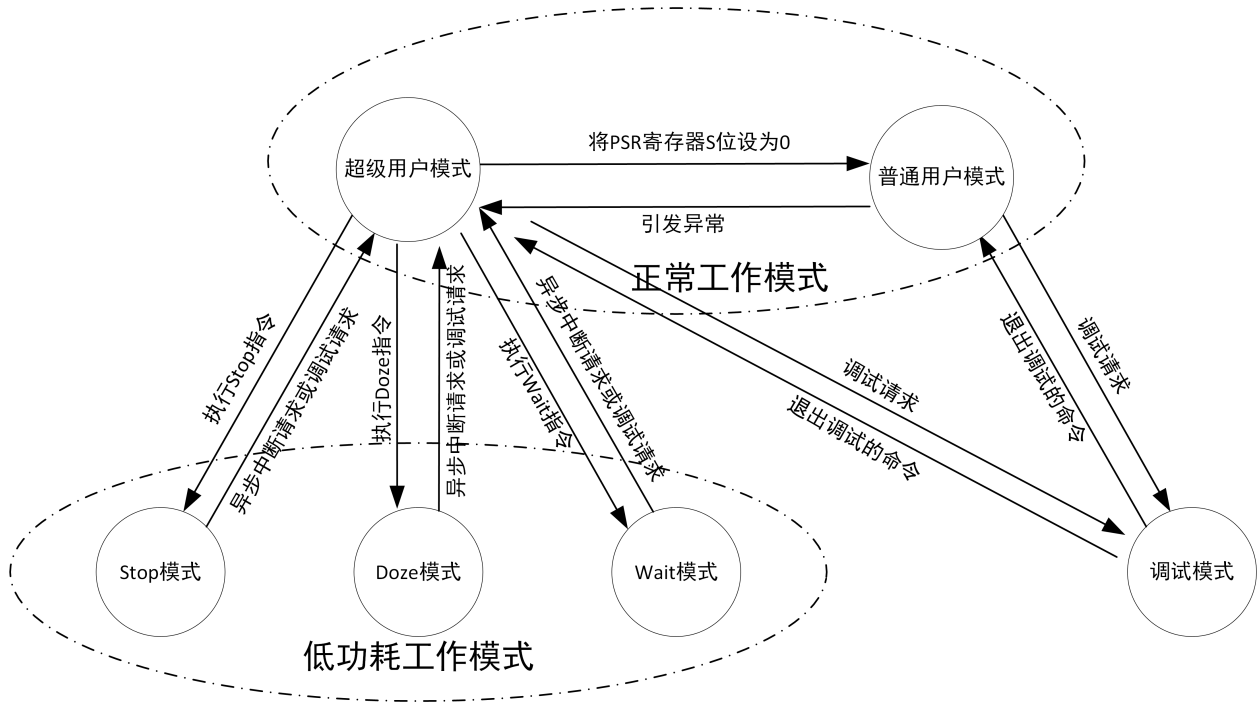 将PSR寄存器S位设为0
超级用户模式
普通用户模式
引发异常
正常工作模式
执行Stop指令
异步中断请求或调试请求
执行Doze指令
异步中断请求或调试请求
执行Wait指令
异步中断请求或调试请求
调试请求
退出调试的命令
退出调试的命令
调试请求
Stop模式
Doze模式
Wait模式
调试模式
低功耗工作模式